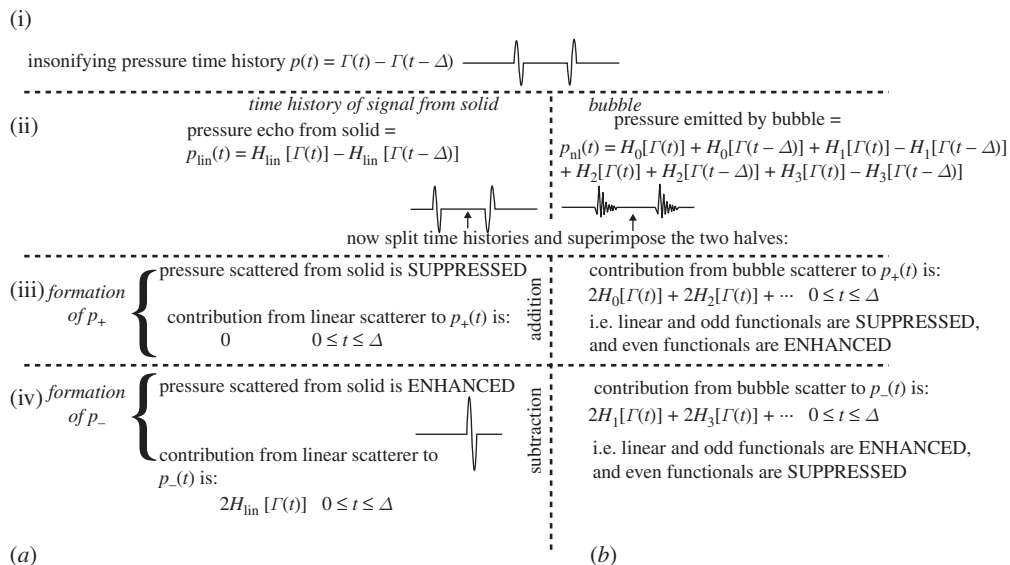 (i)
insonifying pressure time history p(t) = Γ(t) – Γ(t – Δ)
time history of signal from solid
bubble
(ii)
pressure echo from solid =
p_lin(t) = H_lin [Γ(t)] – H_lin [Γ(t–Δ)]
pressure emitted by bubble =
p_nl(t) = H_0[Γ(t)] + H_0[Γ(t – Δ)] + H_1[Γ(t)] – H_1[Γ(t – Δ)]
+ H_2[Γ(t)] + H_2[Γ(t – Δ)] + H_3[Γ(t)] – H_3[Γ(t – Δ)]
now split time histories and superimpose the two halves:
(iii) formation
of p_+
pressure scattered from solid is SUPPRESSED
contribution from linear scatterer to p_+(t) is:
0 0 ≤ t ≤ Δ
addition
contribution from bubble scatterer to p_+(t) is:
2H_0[Γ(t)] + 2H_2[Γ(t)] + ··· 0 ≤ t ≤ Δ
i.e. linear and odd functionals are SUPPRESSED,
and even functionals are ENHANCED
(iv) formation
of p_–
pressure scattered from solid is ENHANCED
contribution from linear scatterer to
p_–(t) is:
2H_lin [Γ(t)] 0 ≤ t ≤ Δ
subtraction
contribution from bubble scatter to p_–(t) is:
2H_1[Γ(t)] + 2H_3[Γ(t)] + ··· 0 ≤ t ≤ Δ
i.e. linear and odd functionals are ENHANCED,
and even functionals are SUPPRESSED
(a)
(b)